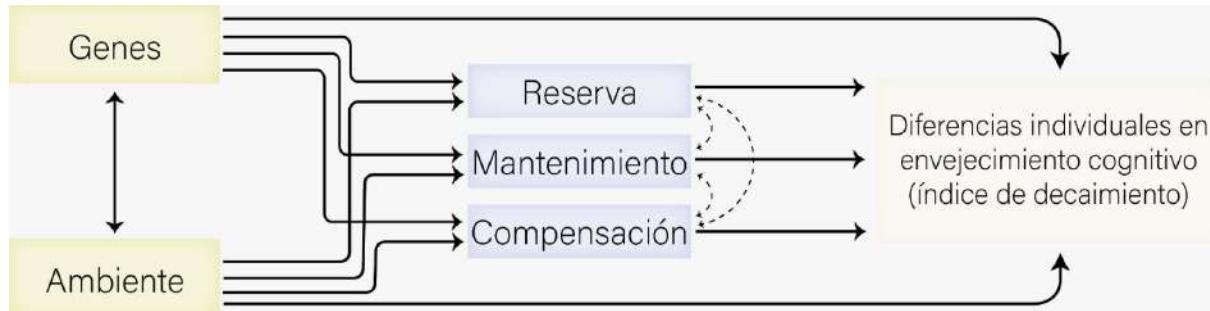 Genes
Reserva
Mantenimiento
Compensación
Ambiente
Diferencias individuales en
envejecimiento cognitivo
(índice de decaimiento)